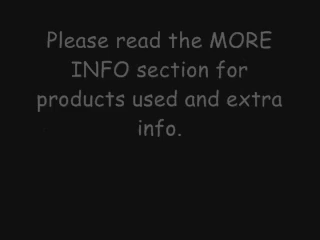 Please read the MORE
INFO section for
products used and extra
info.